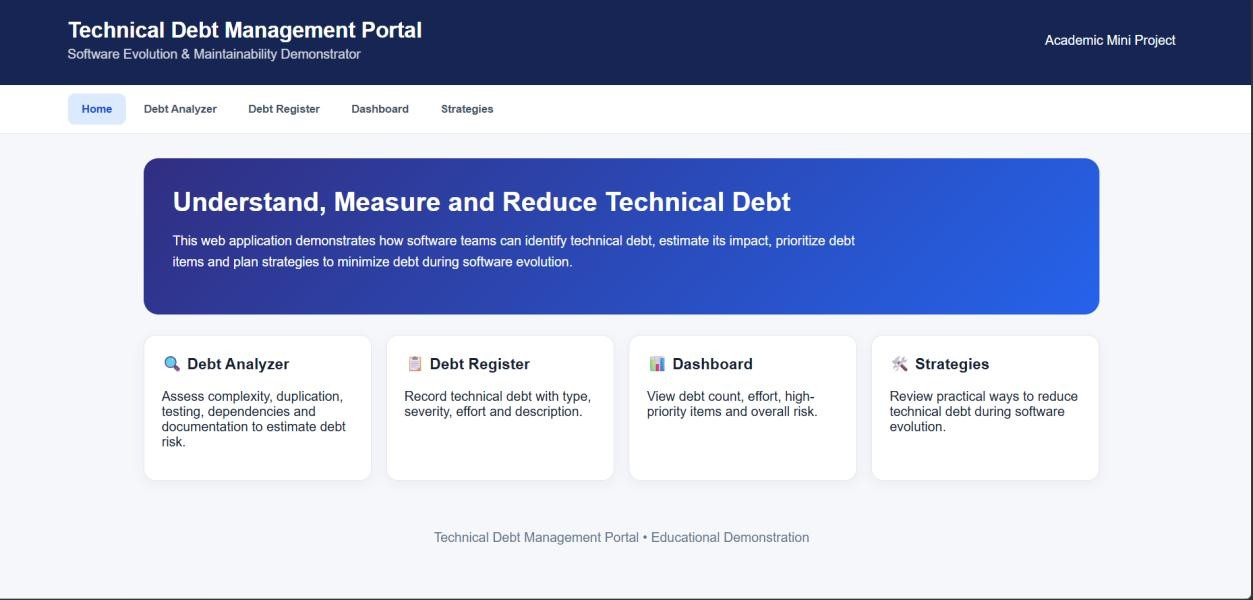 Technical Debt Management Portal
Software Evolution & Maintainability Demonstrator
Academic Mini Project
Home
Debt Analyzer
Debt Register
Dashboard
Strategies
Understand, Measure and Reduce Technical Debt
This web application demonstrates how software teams can identify technical debt, estimate its impact, prioritize debt
items and plan strategies to minimize debt during software evolution.
Debt Analyzer
Assess complexity, duplication,
testing, dependencies and
documentation to estimate debt
risk.
Debt Register
Record technical debt with type,
severity, effort and description.
Dashboard
View debt count, effort, high-
priority items and overall risk.
Strategies
Review practical ways to reduce
technical debt during software
evolution.
Technical Debt Management Portal • Educational Demonstration